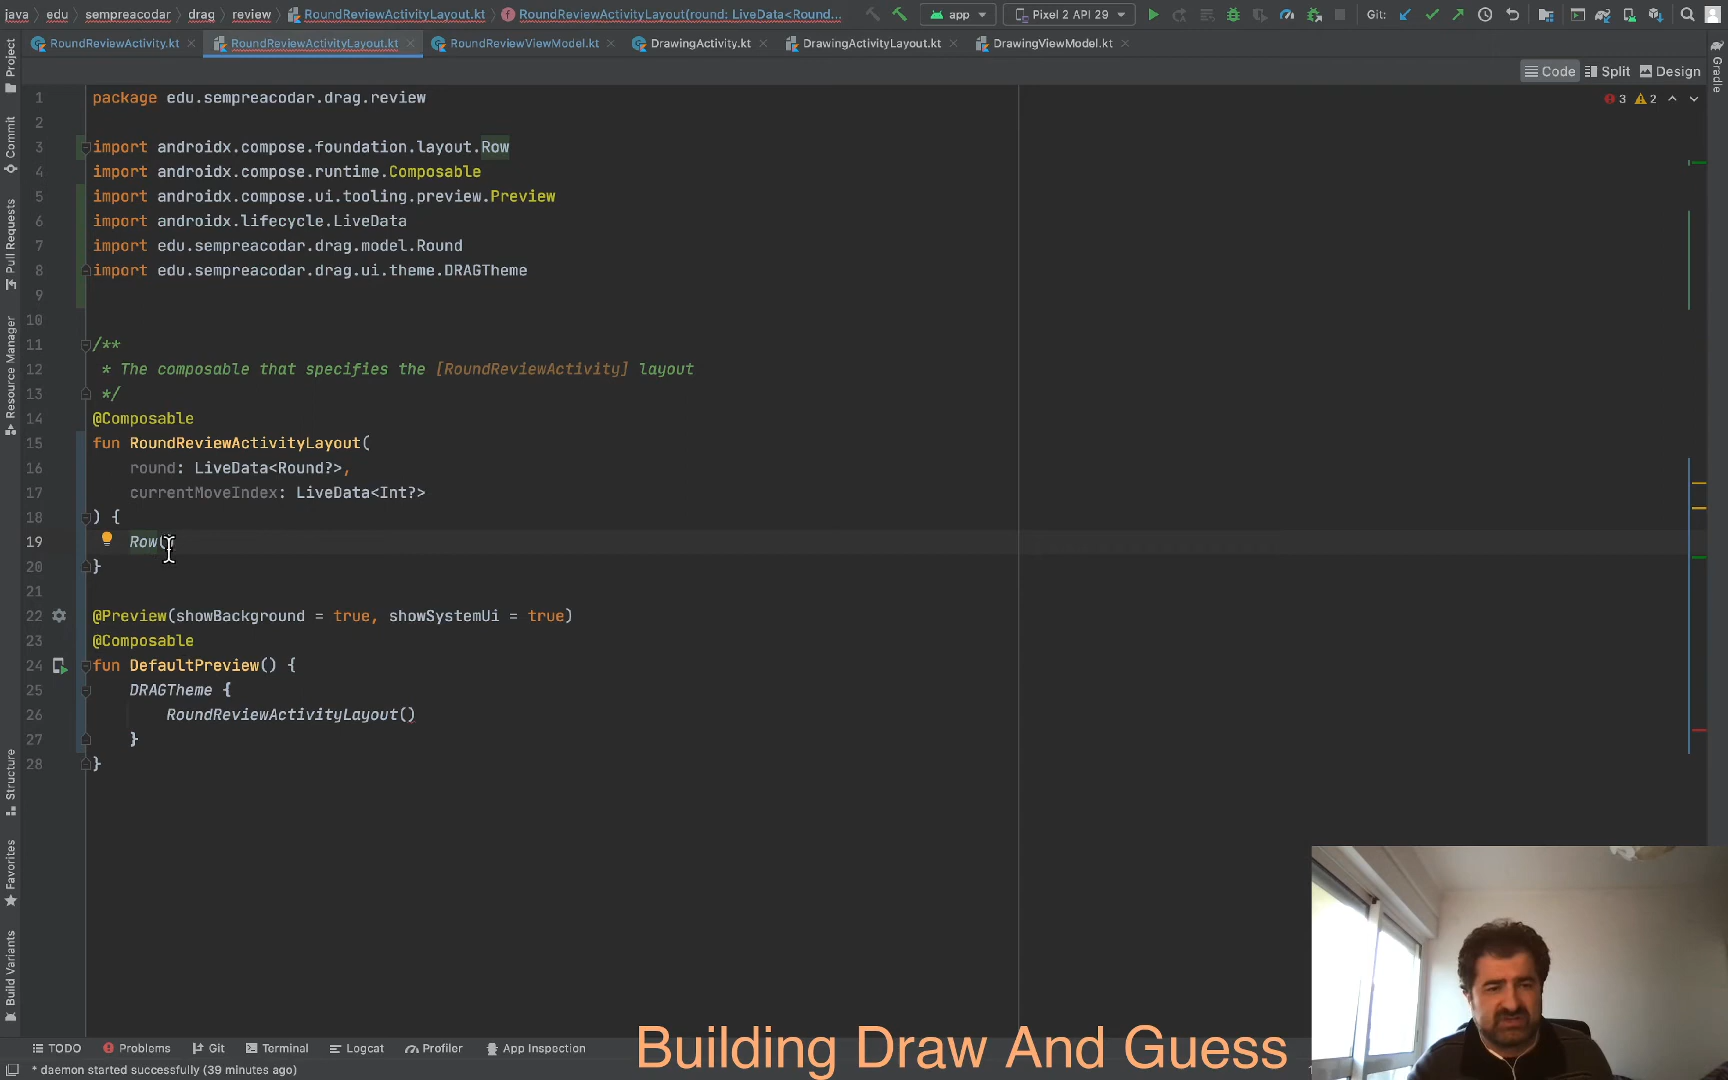 java edu sempreacodar drag review RoundReviewActivityLayout.kt RoundReviewActivityLayout(round: LiveData<Round... app Pixel 2 API 29 Git:
RoundReviewActivity.kt RoundReviewActivityLayout.kt RoundReviewViewModel.kt DrawingActivity.kt DrawingActivityLayout.kt DrawingViewModel.kt
Code Split Design
3 2
Project
Commit
Pull Requests
Resource Manager
Structure
Favorites
Build Variants
Gradle
1 package edu.sempreacodar.drag.review
2
3 import androidx.compose.foundation.layout.Row
4 import androidx.compose.runtime.Composable
5 import androidx.compose.ui.tooling.preview.Preview
6 import androidx.lifecycle.LiveData
7 import edu.sempreacodar.drag.model.Round
8 import edu.sempreacodar.drag.ui.theme.DRAGTheme
9
10
11 /**
12 * The composable that specifies the [RoundReviewActivity] layout
13 */
14 @Composable
15 fun RoundReviewActivityLayout(
16 round: LiveData<Round?>,
17 currentMoveIndex: LiveData<Int?>
18 ) {
19 Row()
20 }
21
22 @Preview(showBackground = true, showSystemUi = true)
23 @Composable
24 fun DefaultPreview() {
25 DRAGTheme {
26 RoundReviewActivityLayout()
27 }
28 }
Building Draw And Guess
TODO Problems Git Terminal Logcat Profiler App Inspection
* daemon started successfully (39 minutes ago)